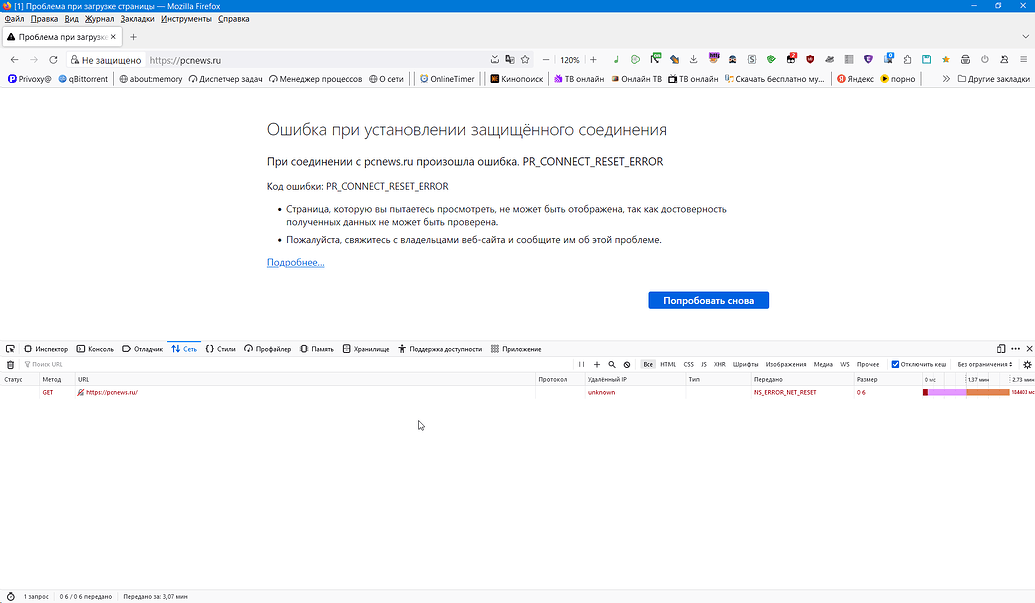 [1] Проблема при загрузке страницы — Mozilla Firefox
Файл Правка Вид Журнал Закладки Инструменты Справка
Проблема при загрузке
Не защищено https://pcnews.ru 120%
Privoxy@ qBittorrent about:memory Диспетчер задач Менеджер процессов О сети OnlineTimer Кинопоиск ТВ онлайн Онлайн ТВ ТВ онлайн Скачать бесплатно му... Яндекс порно Другие закладки
Ошибка при установлении защищённого соединения
При соединении с pcnews.ru произошла ошибка. PR_CONNECT_RESET_ERROR
Код ошибки: PR_CONNECT_RESET_ERROR
Страница, которую вы пытаетесь просмотреть, не может быть отображена, так как достоверность
полученных данных не может быть проверена.
Пожалуйста, свяжитесь с владельцами веб-сайта и сообщите им об этой проблеме.
Подробнее...
Попробовать снова
Инспектор Консоль Отладчик Сеть Стили Профайлер Память Хранилище Поддержка доступности Приложение
Поиск URL Все HTML CSS JS XHR Шрифты Изображения Медиа WS Прочее Отключить кеш Без ограничения
Статус Метод URL Протокол Удалённый IP Тип Передано Размер 0 мс 1,37 мин 2,73 мин
GET https://pcnews.ru/ unknown NS_ERROR_NET_RESET 0 б 184403 мс
1 запрос 0 б / 0 б передано Передано за: 3,07 мин